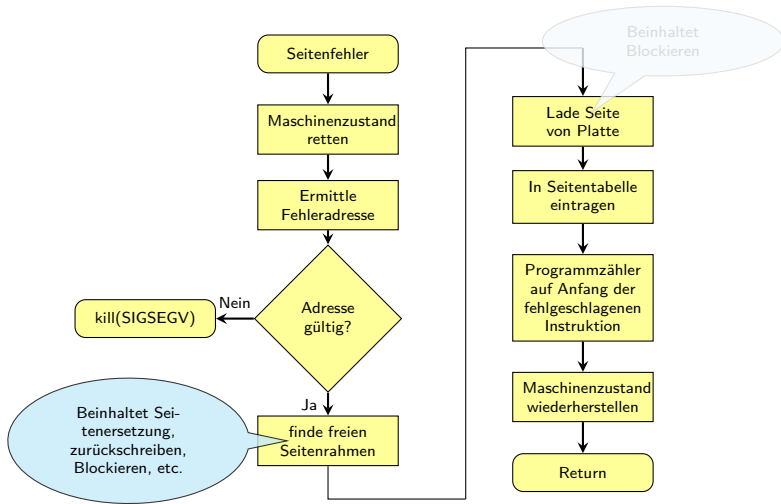 Seitenfehler
Maschinenzustand
retten
Ermittle
Fehleradresse
Adresse
gültig?
Nein
kill(SIGSEGV)
Ja
finde freien
Seitenrahmen
Beinhaltet Sei-
tenersetzung,
zurückschreiben,
Blockieren, etc.
Beinhaltet
Blockieren
Lade Seite
von Platte
In Seitentabelle
eintragen
Programmzähler
auf Anfang der
fehlgeschlagenen
Instruktion
Maschinenzustand
wiederherstellen
Return